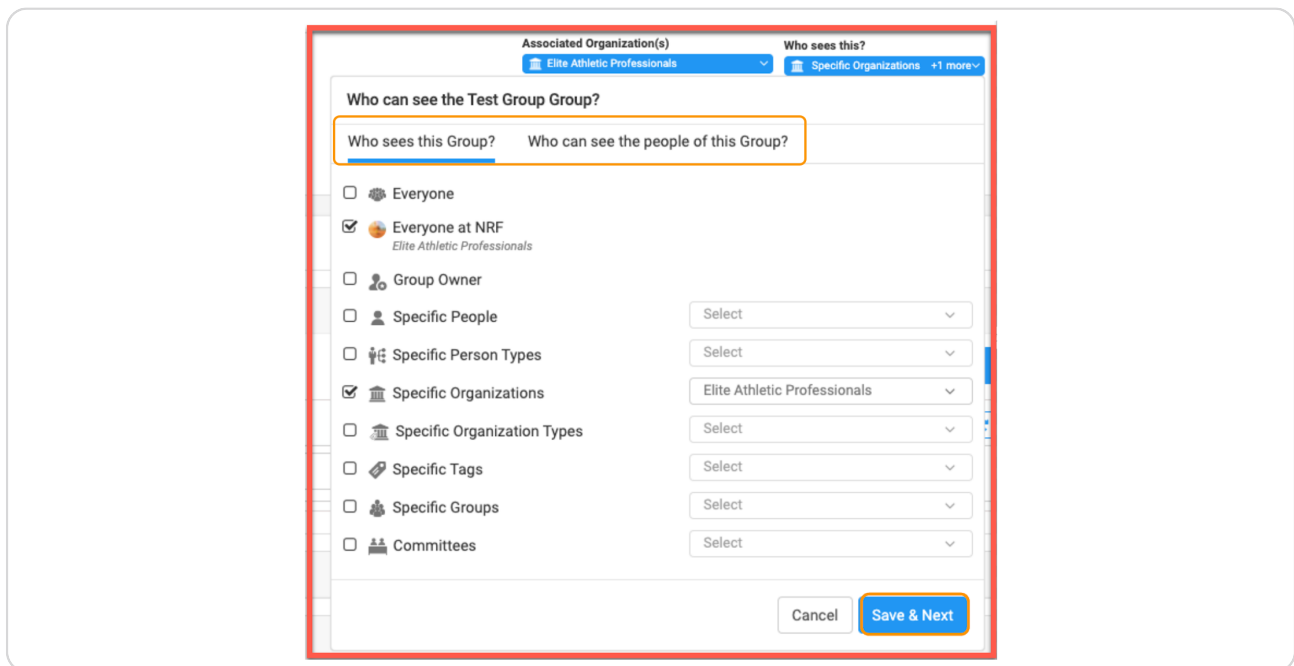 Associated Organization(s)
Who sees this?
Elite Athletic Professionals
Specific Organizations +1 more
Who can see the Test Group Group?
Who sees this Group?
Who can see the people of this Group?
Everyone
Everyone at NRF
Elite Athletic Professionals
Group Owner
Specific People
Select
Specific Person Types
Select
Specific Organizations
Elite Athletic Professionals
Specific Organization Types
Select
Specific Tags
Select
Specific Groups
Select
Committees
Select
Cancel
Save & Next